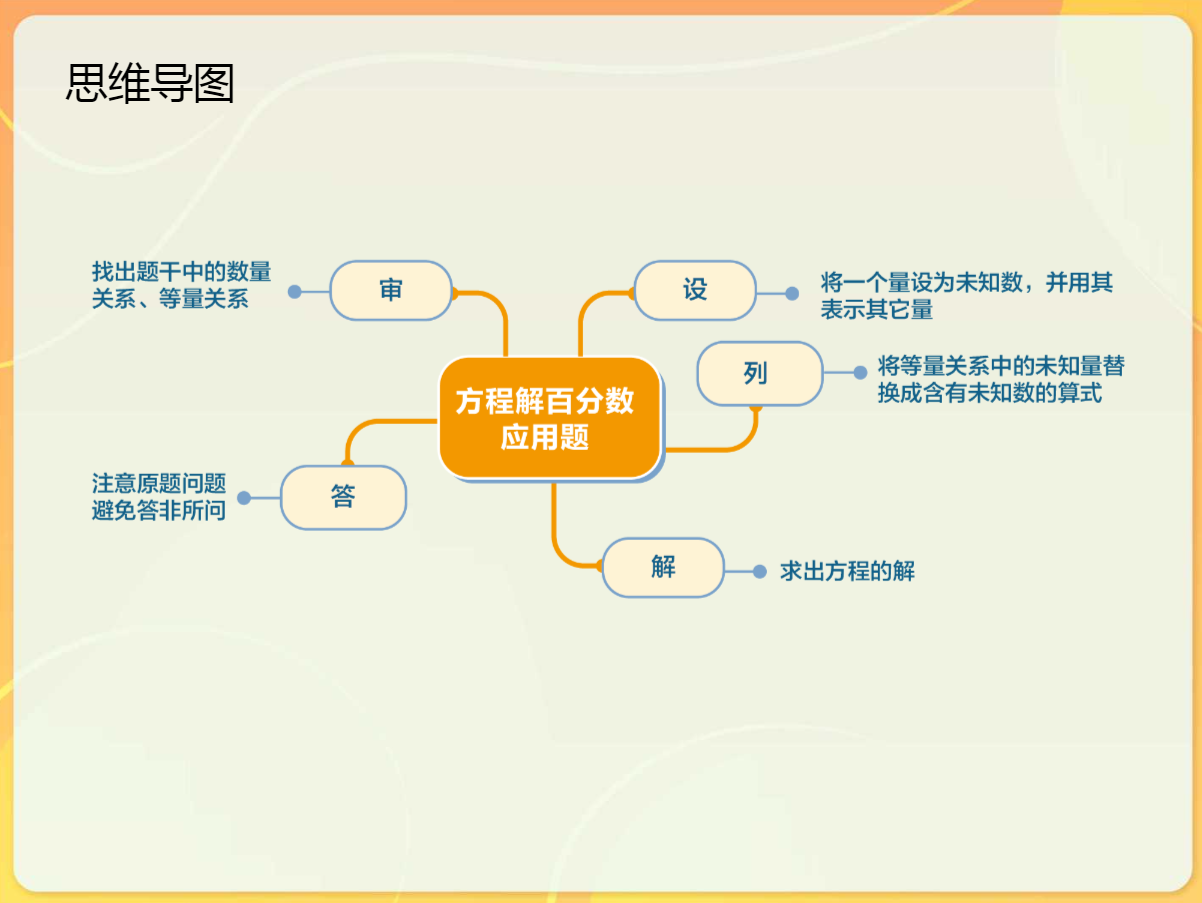 思维导图
审
找出题干中的数量
关系、等量关系
设
将一个量设为未知数，并用其
表示其它量
列
将等量关系中的未知量替
换成含有未知数的算式
方程解百分数
应用题
答
注意原题问题
避免答非所问
解
求出方程的解